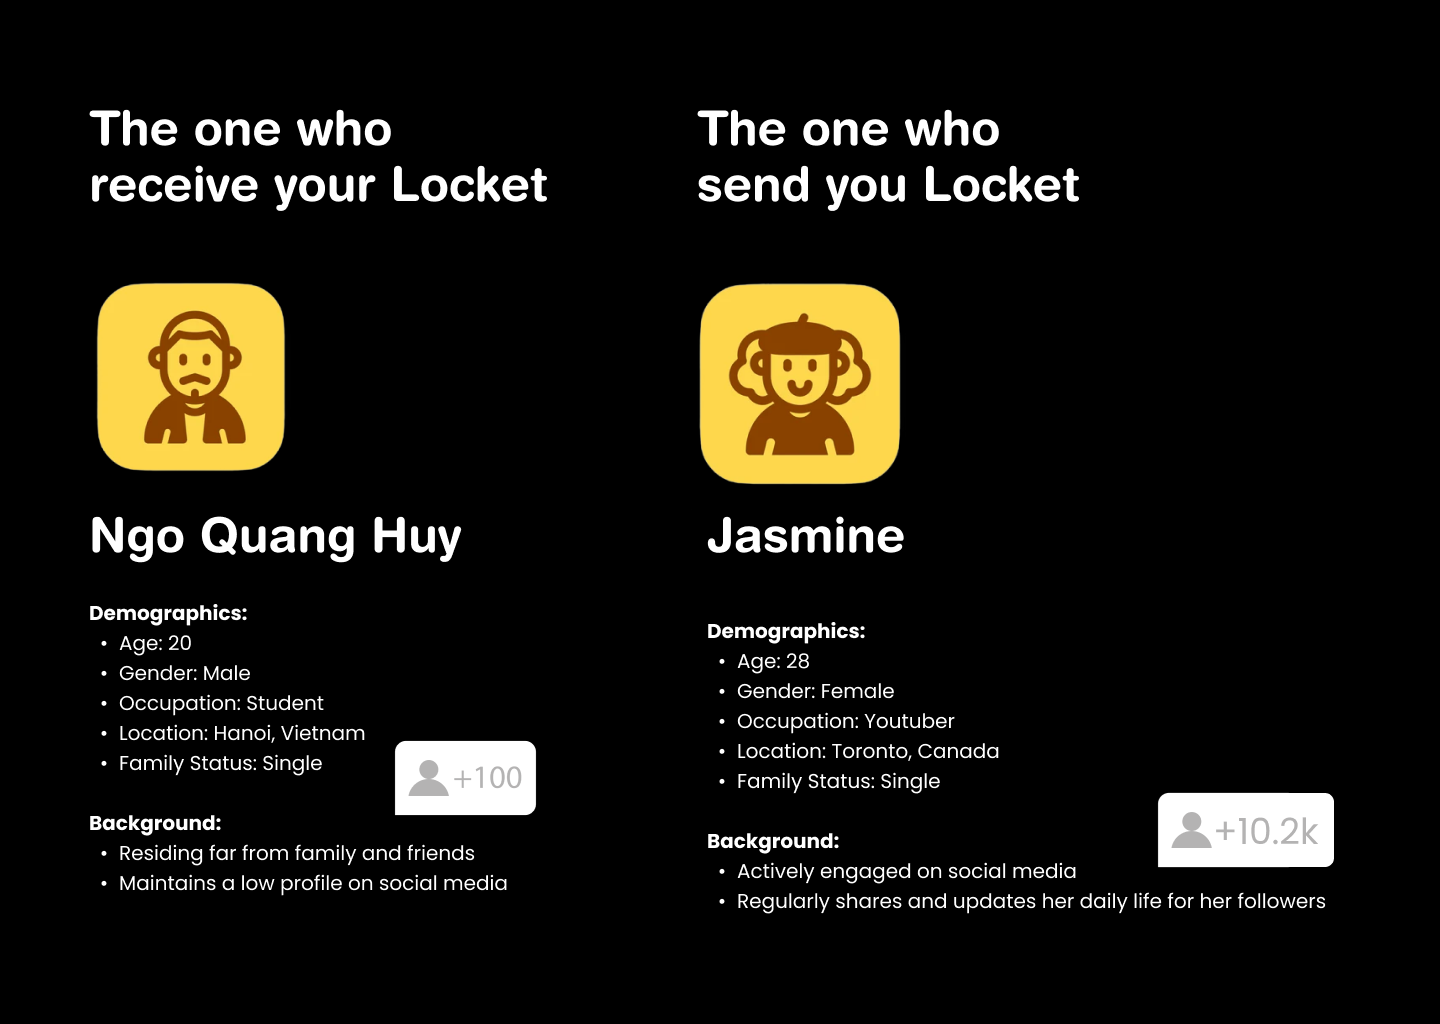 The one who
receive your Locket
Ngo Quang Huy
Demographics:
• Age: 20
• Gender: Male
• Occupation: Student
• Location: Hanoi, Vietnam
• Family Status: Single
+100
Background:
• Residing far from family and friends
• Maintains a low profile on social media
The one who
send you Locket
Jasmine
Demographics:
• Age: 28
• Gender: Female
• Occupation: Youtuber
• Location: Toronto, Canada
• Family Status: Single
+10.2k
Background:
• Actively engaged on social media
• Regularly shares and updates her daily life for her followers